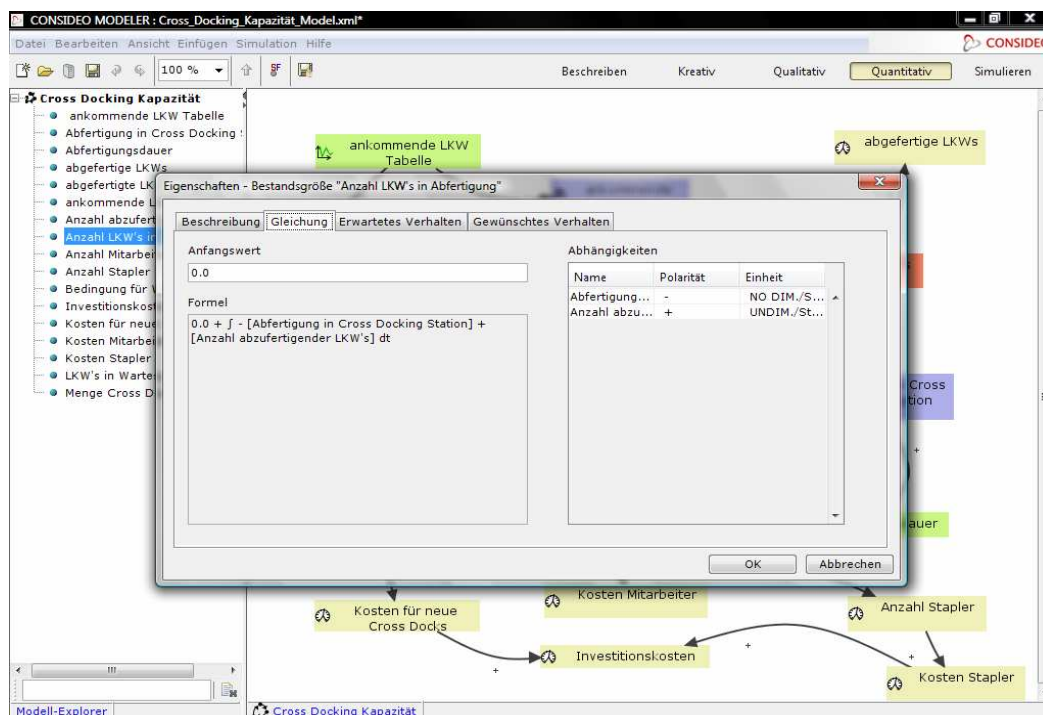 CONSIDEO MODELER : Cross_Docking_Kapazität_Model.xml*
Datei Bearbeiten Ansicht Einfügen Simulation Hilfe
CONSIDE
100 %
SF
Beschreiben Kreativ Qualitativ Quantitativ Simulieren
Cross Docking Kapazität
ankommende LKW Tabelle
Abfertigung in Cross Docking
Abfertigungsdauer
abgefertige LKWs
abgefertigte LK
ankommende L
Anzahl abzufert
Anzahl LKW's in
Anzahl Mitarbei
Anzahl Stapler
Bedingung für
Investitionskost
Kosten für neue
Kosten Mitarbei
Kosten Stapler
LKW's in Warte
Menge Cross D
Modell-Explorer
ankommende LKW
Tabelle
abgefertige LKWs
Eigenschaften - Bestandsgröße "Anzahl LKW's in Abfertigung"
Beschreibung Gleichung Erwartetes Verhalten Gewünschtes Verhalten
Anfangswert
0.0
Formel
0.0 + ∫ - [Abfertigung in Cross Docking Station] +
[Anzahl abzufertigender LKW's] dt
Abhängigkeiten
Name Polarität Einheit
Abfertigung... - NO DIM./S...
Anzahl abzu... + UNDIM./St...
OK Abbrechen
Cross
tion
+
auer
Kosten für neue
Cross Docks
Kosten Mitarbeiter
Anzahl Stapler
Investitionskosten
+
+
+
Kosten Stapler
Cross Docking Kapazität